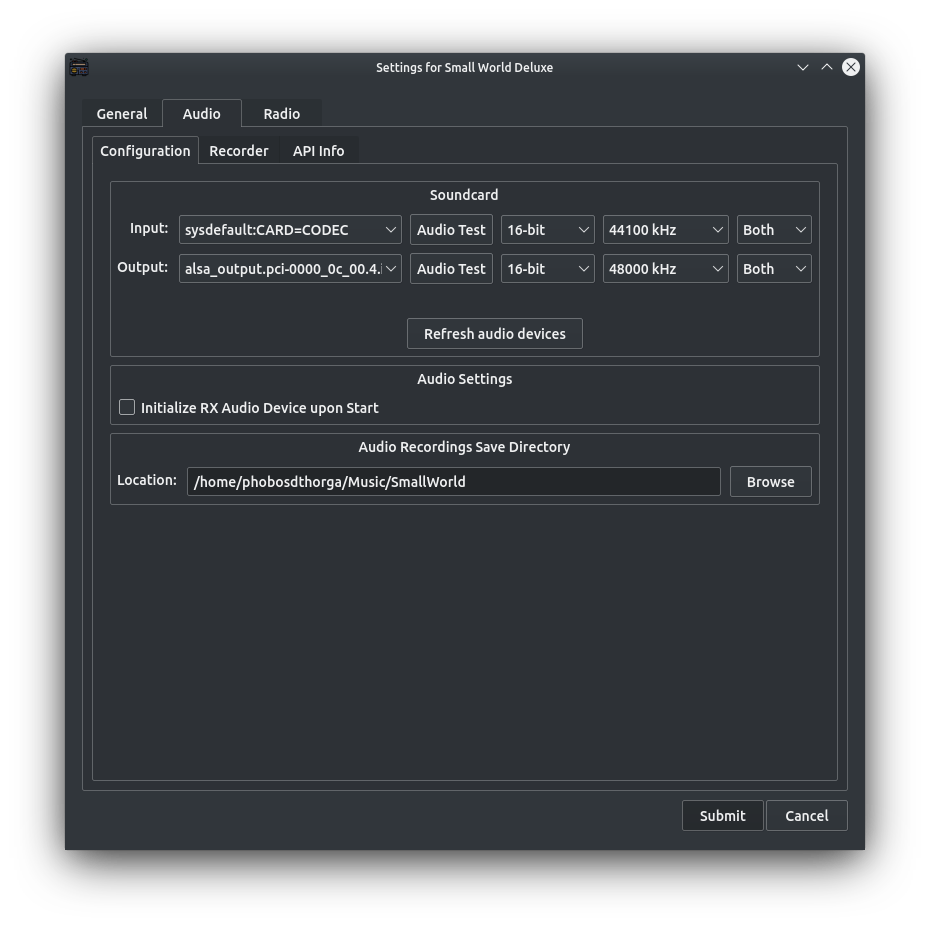 Settings for Small World Deluxe
General Audio Radio
Configuration Recorder API Info
Soundcard
Input: sysdefault:CARD=CODEC Audio Test 16-bit 44100 kHz Both
Output: alsa_output.pci-0000_0c_00.4. Audio Test 16-bit 48000 kHz Both
Refresh audio devices
Audio Settings
Initialize RX Audio Device upon Start
Audio Recordings Save Directory
Location: /home/phobosdthorga/Music/SmallWorld Browse
Submit Cancel